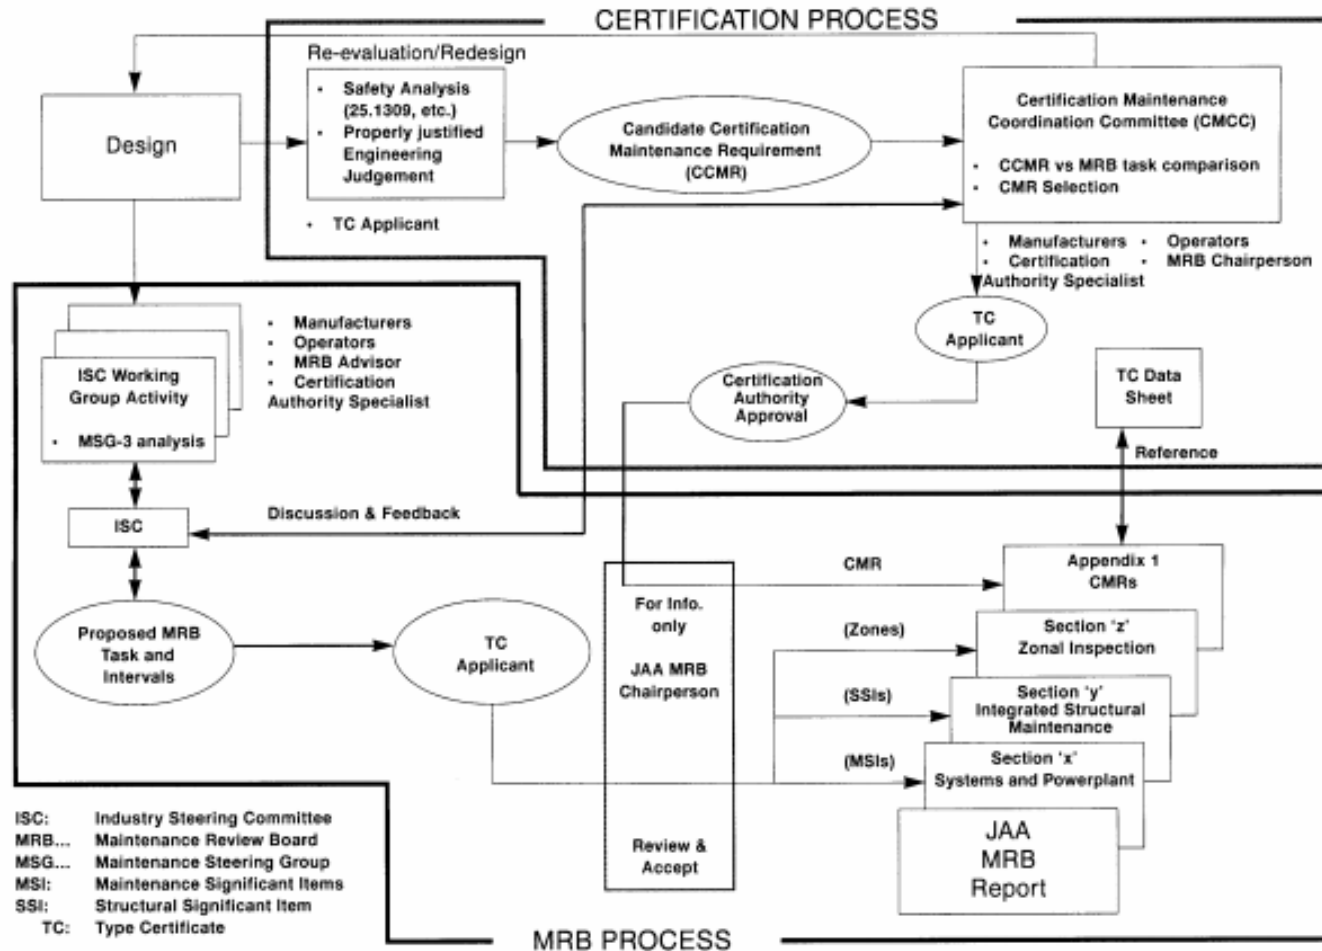 CERTIFICATION PROCESS
Re-evaluation/Redesign
Design
• Safety Analysis
(25.1309, etc.)
• Properly justified
Engineering
Judgement
• TC Applicant
Candidate Certification
Maintenance Requirement
(CCMR)
Certification Maintenance
Coordination Committee (CMCC)
• CCMR vs MRB task comparison
• CMR Selection
• Manufacturers • Operators
• Certification • MRB Chairperson
Authority Specialist
TC
Applicant
Certification
Authority
Approval
TC Data
Sheet
Reference
ISC Working
Group Activity
• MSG-3 analysis
• Manufacturers
• Operators
• MRB Advisor
• Certification
Authority Specialist
ISC
Discussion & Feedback
Proposed MRB
Task and
Intervals
TC
Applicant
For Info.
only
JAA MRB
Chairperson
Review &
Accept
CMR
(Zones)
(SSIs)
(MSIs)
Appendix 1
CMRs
Section 'z'
Zonal Inspection
Section 'y'
Integrated Structural
Maintenance
Section 'x'
Systems and Powerplant
JAA
MRB
Report
ISC: Industry Steering Committee
MRB... Maintenance Review Board
MSG... Maintenance Steering Group
MSI: Maintenance Significant Items
SSI: Structural Significant Item
TC: Type Certificate
MRB PROCESS